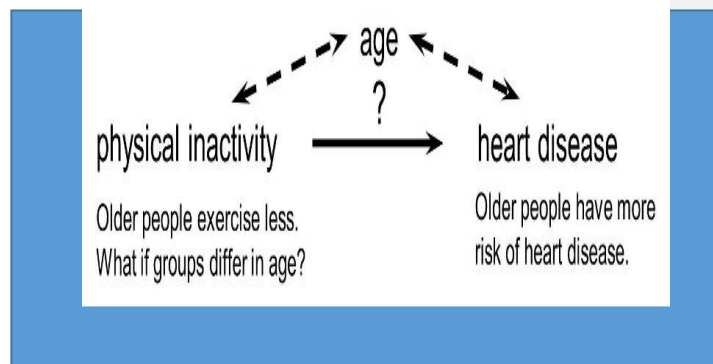 age
?
physical inactivity
heart disease
Older people exercise less.
What if groups differ in age?
Older people have more
risk of heart disease.